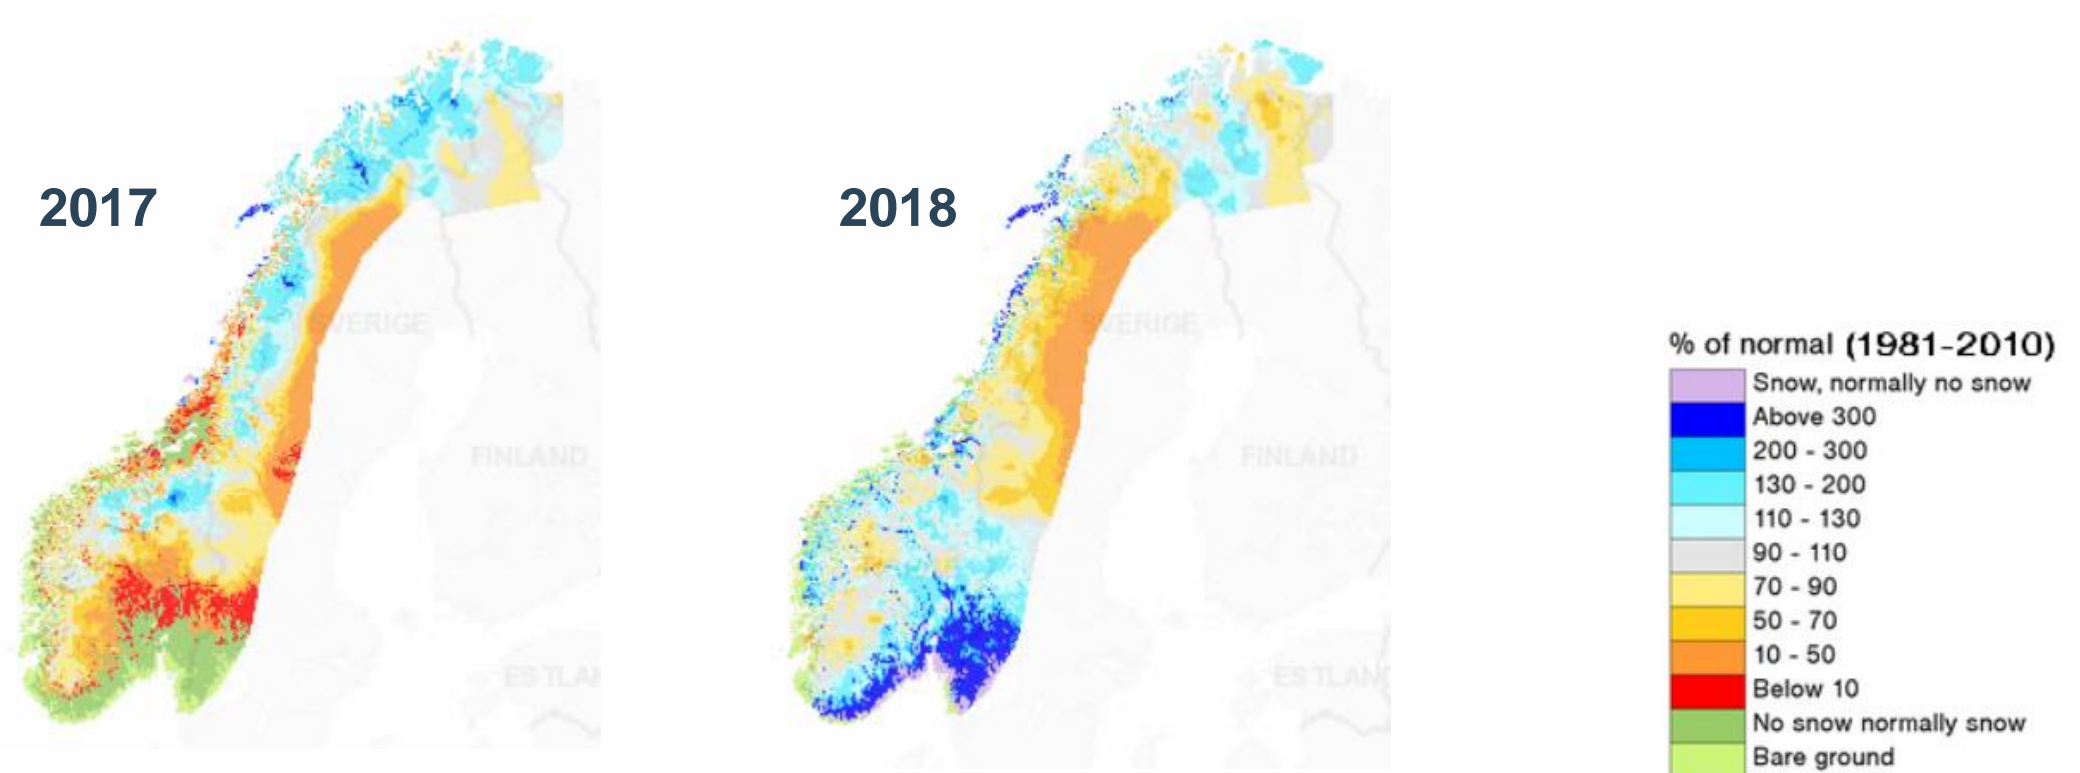 2017
2018
SVERIGE
SVERIGE
FINLAND
FINLAND
ESTLAN
ESTLAND
% of normal (1981-2010)
Snow, normally no snow
Above 300
200 - 300
130 - 200
110 - 130
90 - 110
70 - 90
50 - 70
10 - 50
Below 10
No snow normally snow
Bare ground